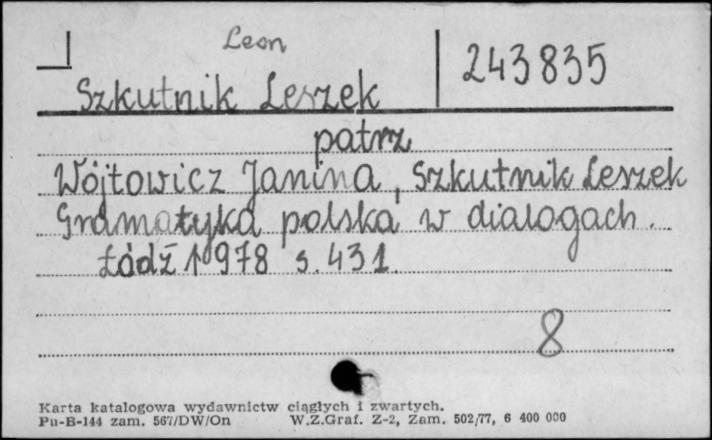 Leon
243835
Szkutnik Leszek
patrz
Wójtowicz Janina, Szkutnik Leszek
Gramatyka polska w dialogach.
Łódź 1978 s. 431.
8
Karta katalogowa wydawnictw ciągłych i zwartych.
Pu-B-144 zam. 567/DW/On W.Z.Graf. Z-2, Zam. 502/77, 6 400 000